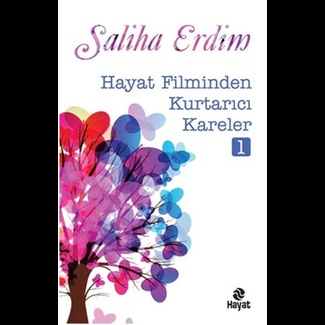 Saliha Erdim
Hayat Filminden
Kurtarıcı
Kareler
1
Hayat